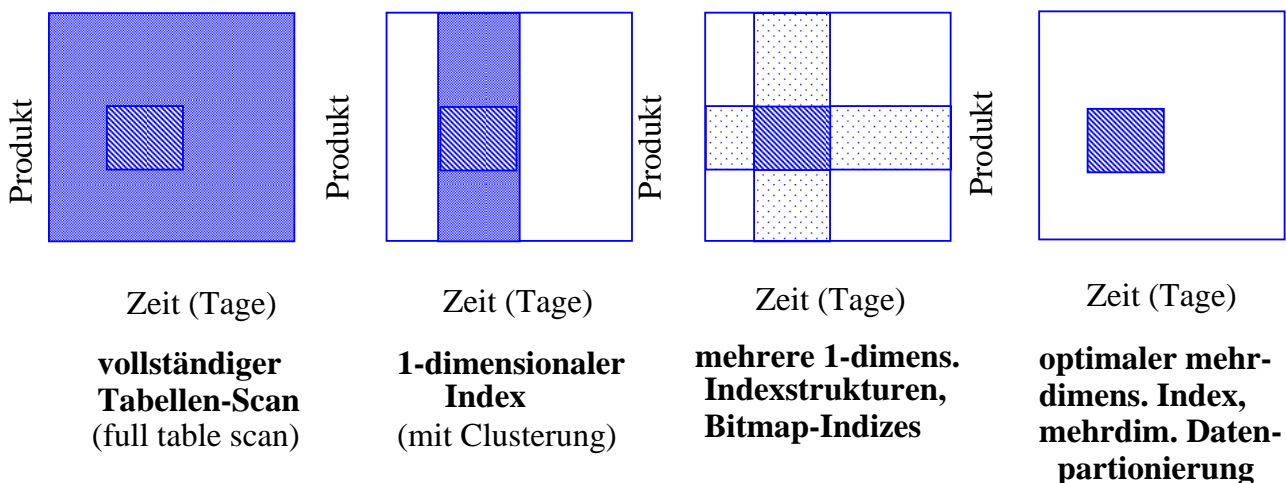 Produkt
Zeit (Tage)
vollständiger
Tabellen-Scan
(full table scan)
Produkt
Zeit (Tage)
1-dimensionaler
Index
(mit Clusterung)
Produkt
Zeit (Tage)
mehrere 1-dimens.
Indexstrukturen,
Bitmap-Indizes
Produkt
Zeit (Tage)
optimaler mehr-
dimens. Index,
mehrdim. Daten-
partionierung